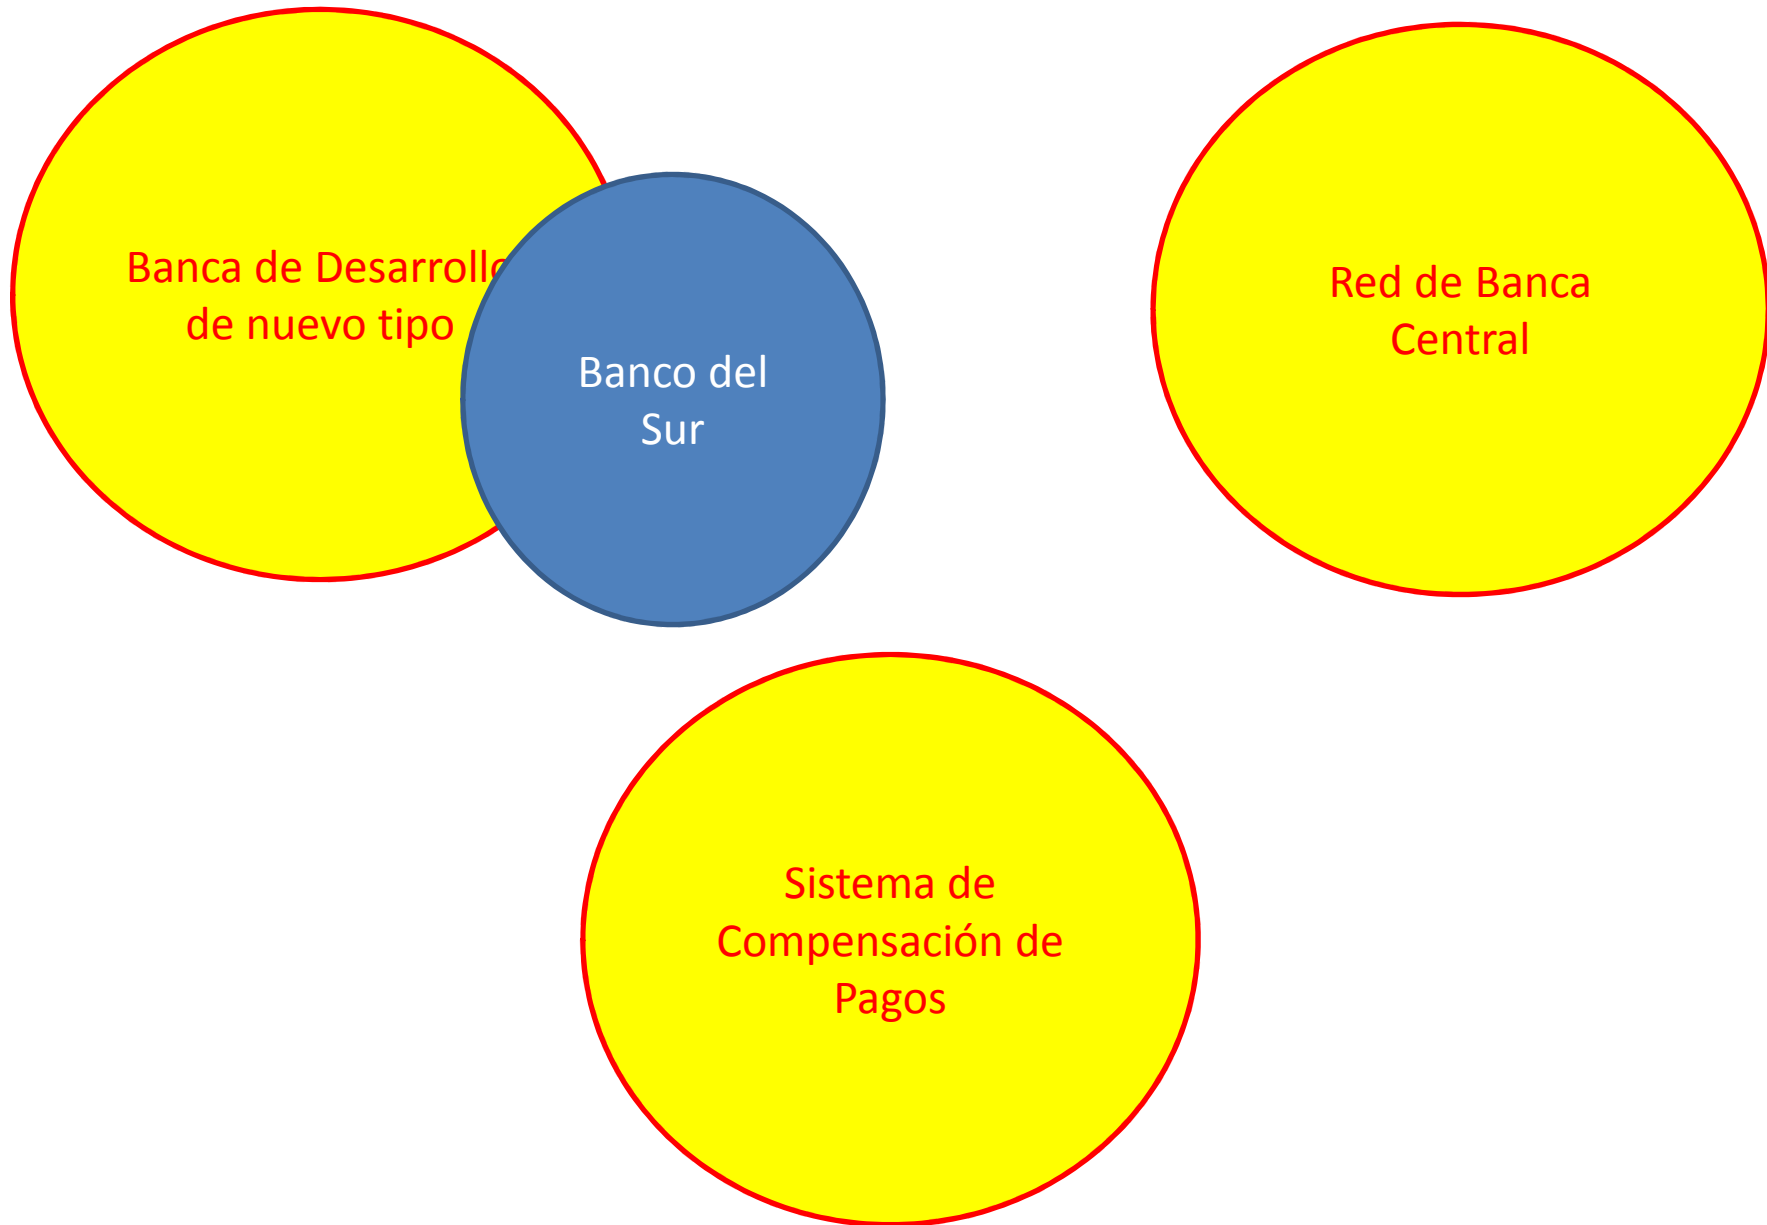 Banca de Desarrollo
de nuevo tipo
Banco del
Sur
Red de Banca
Central
Sistema de
Compensación de
Pagos